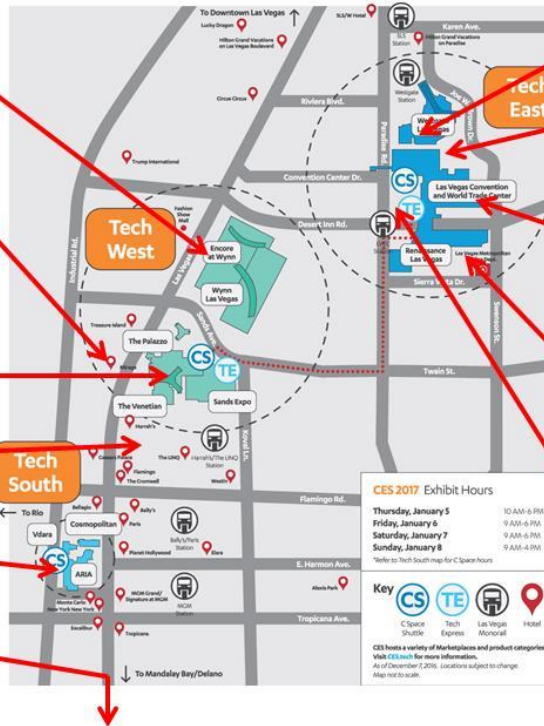 To Downtown Las Vegas
Lucky Dragon
SLS/W Hotel
Karen Ave.
SLS
Station
Hilton Grand Vacations
on Las Vegas Boulevard
Hilton Grand Vacations
on Paradise
Westgate
Station
Circus Circus
Riviera Blvd.
Westgate
Las Vegas
Tech
East
Paradise Rd.
Trump International
Convention Center Dr.
CS
Las Vegas Convention
and World Trade Center
TE
Fashion
Show
Mall
Tech
West
Desert Inn Rd.
Station
Industrial Rd.
Encore
at Wynn
Renaissance
Las Vegas
Wynn
Las Vegas
Sierra Vista Dr.
Swenson St.
Treasure Island
Sands Ave.
The Palazzo
CS
TE
Mirage
Twain St.
The Venetian
Sands Expo
Harrah's
Koval Ln.
Tech
South
Caesars Palace
The LINQ
Harrah's/The LINQ
Station
Flamingo
The Cromwell
Westin
CES 2017 Exhibit Hours
Thursday, January 5 10 AM-6 PM
Friday, January 6 9 AM-6 PM
Saturday, January 7 9 AM-6 PM
Sunday, January 8 9 AM-4 PM
*Refer to Tech South map for C Space hours
Flamingo Rd.
To Rio
Bellagio
Bally's
Cosmopolitan
Paris
Vdara
Bally's/Paris
Station
CS
Planet Hollywood
Elara
E. Harmon Ave.
ARIA
Key
CS
TE
C Space
Shuttle
Tech
Express
Las Vegas
Monorail
Hotel
Monte Carlo
New York New York
MGM Grand/
Signature at MGM
MGM
Station
Alexis Park
Excalibur
Tropicana
Tropicana Ave.
CES hosts a variety of Marketplaces and product categories
Visit CES.tech for more information.
As of December 7, 2016. Locations subject to change.
Map not to scale.
To Mandalay Bay/Delano